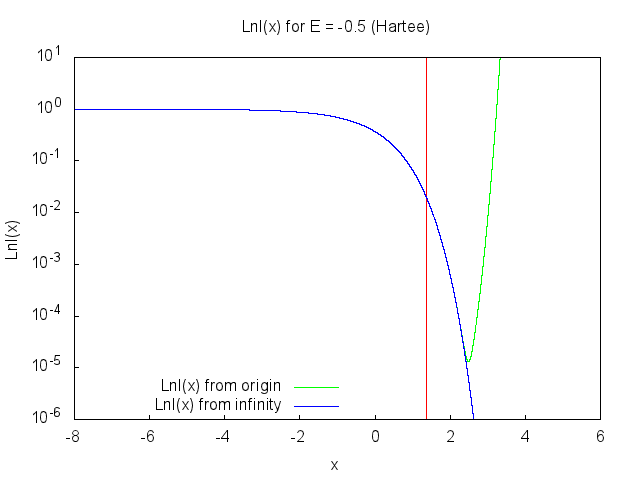 Lnl(x) for E = -0.5 (Hartee)
10^1
10^0
10^-1
10^-2
10^-3
10^-4
10^-5
10^-6
Lnl(x)
Lnl(x) from origin
Lnl(x) from infinity
-8 -6 -4 -2 0 2 4 6
x